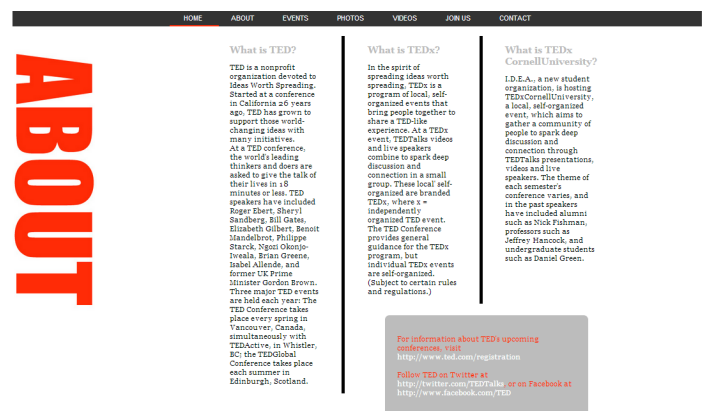 HOME ABOUT EVENTS PHOTOS VIDEOS JOIN US CONTACT
ABOUT
What is TED?
TED is a nonprofit
organization devoted to
Ideas Worth Spreading.
Started at a conference
in California 26 years
ago, TED has grown to
support those world-
changing ideas with
many initiatives.
At a TED conference,
the world's leading
thinkers and doers are
asked to give the talk of
their lives in 18
minutes or less. TED
speakers have included
Roger Ebert, Sheryl
Sandberg, Bill Gates,
Elizabeth Gilbert, Benoit
Mandelbrot, Philippe
Starck, Ngozi Okonjo-
Iweala, Brian Greene,
Isabel Allende, and
former UK Prime
Minister Gordon Brown.
Three major TED events
are held each year: The
TED Conference takes
place every spring in
Vancouver, Canada,
simultaneously with
TEDActive, in Whistler,
BC; the TEDGlobal
Conference takes place
each summer in
Edinburgh, Scotland.
What is TEDx?
In the spirit of
spreading ideas worth
spreading, TEDx is a
program of local, self-
organized events that
bring people together to
share a TED-like
experience. At a TEDx
event, TEDTalks videos
and live speakers
combine to spark deep
discussion and
connection in a small
group. These local self-
organized are branded
TEDx, where x =
independently
organized TED event.
The TED Conference
provides general
guidance for the TEDx
program, but
individual TEDx events
are self-organized.
(Subject to certain rules
and regulations.)
What is TEDx
CornellUniversity?
I.D.E.A., a new student
organization, is hosting
TEDxCornellUniversity,
a local, self-organized
event, which aims to
gather a community of
people to spark deep
discussion and
connection through
TEDTalks presentations,
videos and live
speakers. The theme of
each semester's
conference varies, and
in the past speakers
have included alumni
such as Nick Fishman,
professors such as
Jeffrey Hancock, and
undergraduate students
such as Daniel Green.
For information about TED's upcoming
conferences, visit
http://www.ted.com/registration
Follow TED on Twitter at
http://twitter.com/TEDTalks, or on Facebook at
http://www.facebook.com/TED